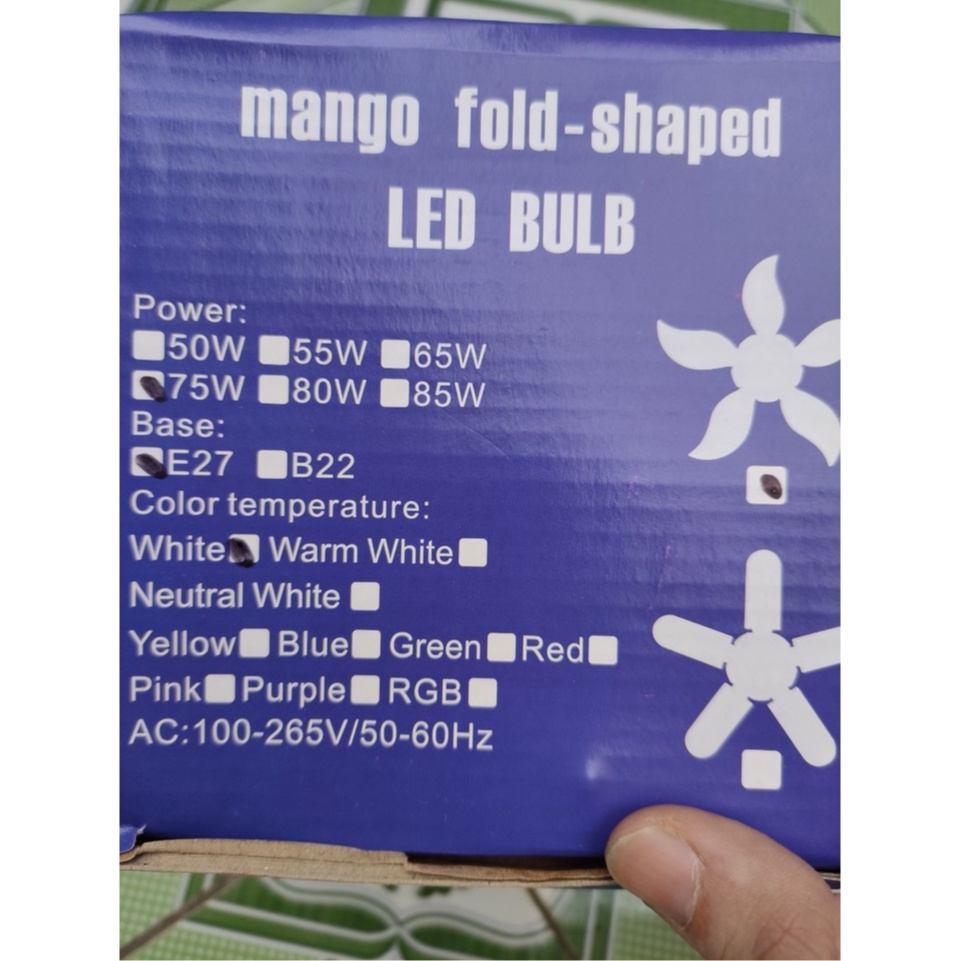 mango fold-shaped
LED BULB
Power:
50W 55W 65W
75W 80W 85W
Base:
E27 B22
Color temperature:
White Warm White
Neutral White
Yellow Blue Green Red
Pink Purple RGB
AC:100-265V/50-60Hz